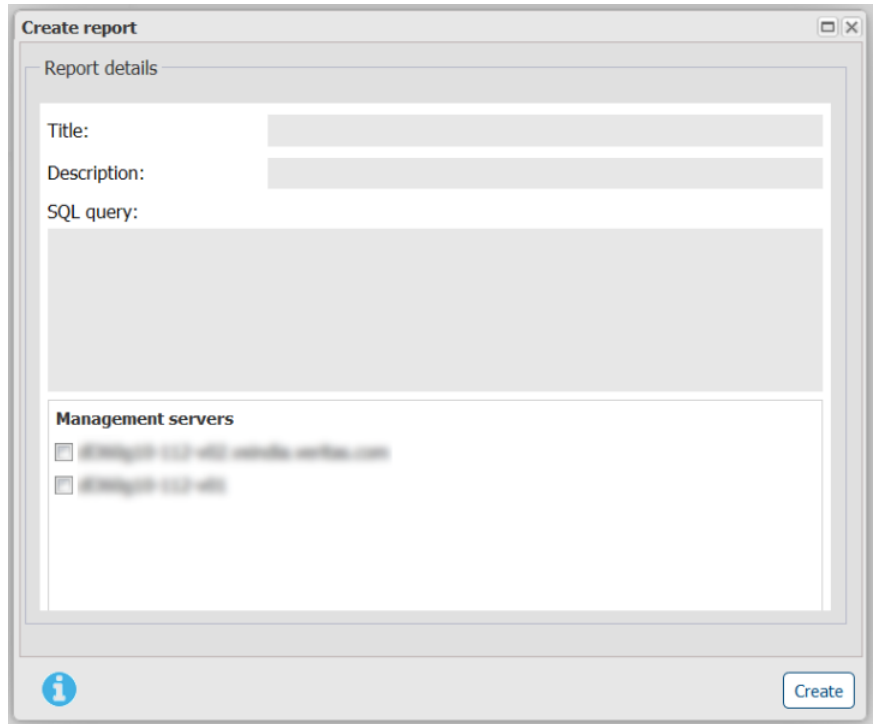 Create report
Report details
Title:
Description:
SQL query:
Management servers
Create